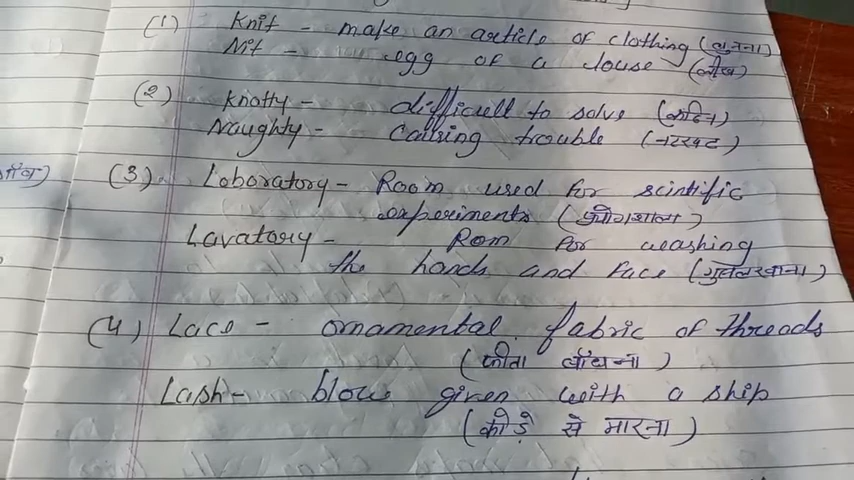 (1) Knit - make an article of clothing (बुनना)
Nit - egg of a louse (लीख)
(2) Knotty - difficult to solve (कठिन)
Naughty - Causing trouble (नटखट)
(3) Loboratory - Room used for scintific
experiments (प्रयोगशाला)
Lavatory - Rom for washing
the hands and face (गुसलखाना)
(4) Lace - ornamental fabric of threads
(फीता बाँधना)
Lash - blow given with a ship
(कोड़े से मारना)